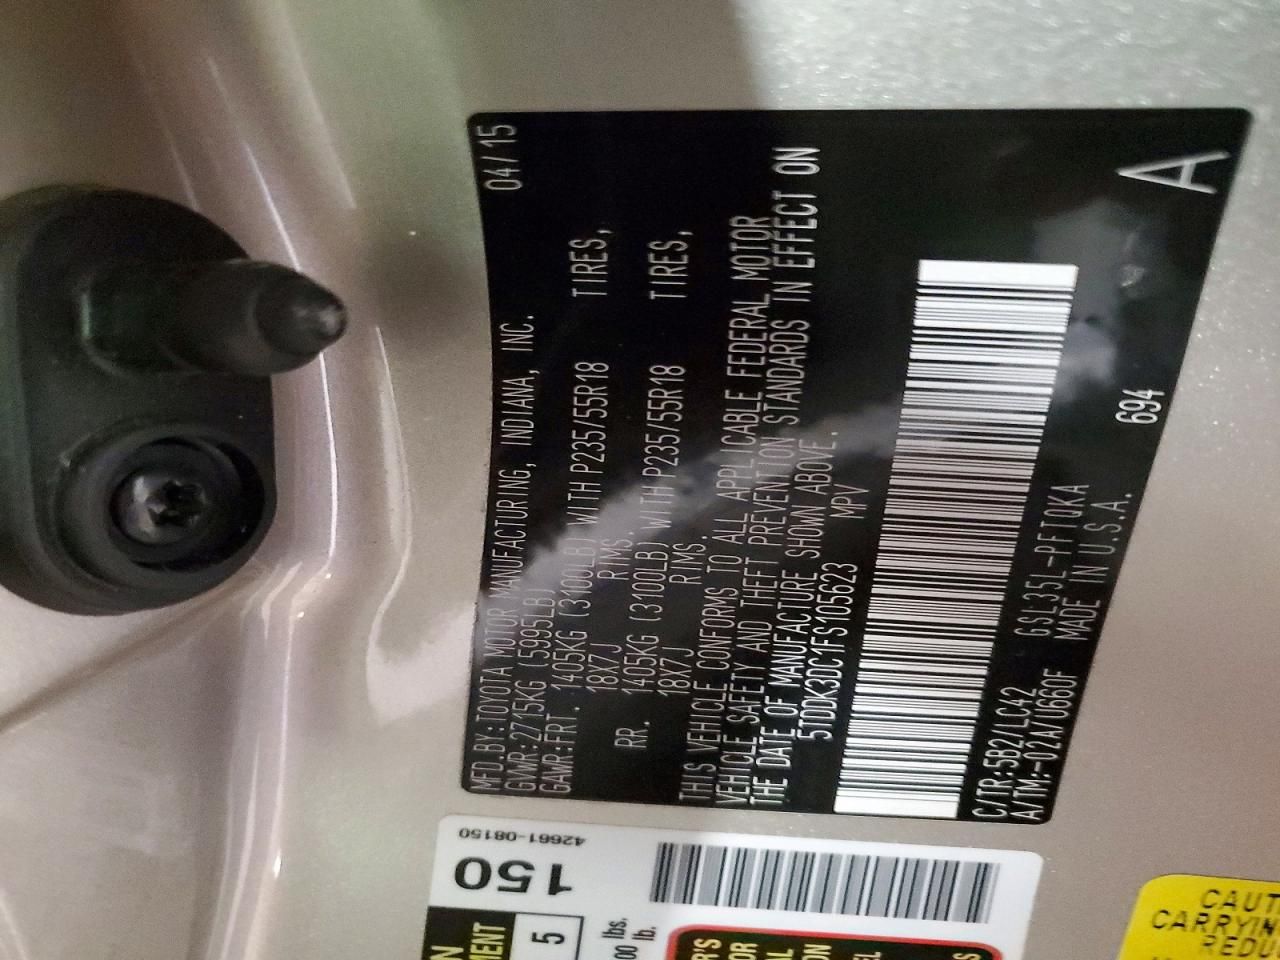 MFD.BY:TOYOTA MOTOR MANUFACTURING, INDIANA, INC. 04/15
GVWR:2715KG (5995LB)
GAWR:FRT. 1405KG (3100LB) WITH P235/55R18 TIRES,
18X7J RIMS.
RR. 1405KG (3100LB) WITH P235/55R18 TIRES,
18X7J RIMS.
THIS VEHICLE CONFORMS TO ALL APPLICABLE FEDERAL MOTOR
VEHICLE SAFETY AND THEFT PREVENTION STANDARDS IN EFFECT ON
THE DATE OF MANUFACTURE SHOWN ABOVE.
5TDDK3DC1FS105623 MPV
C/TR:5B2/LC42 GSL35L-PFTQKA 694 A
A/TM:-02A/U660F MADE IN U.S.A.
42661-08150
150
5
lbs.
00 lb.
CARRYIN
REDU